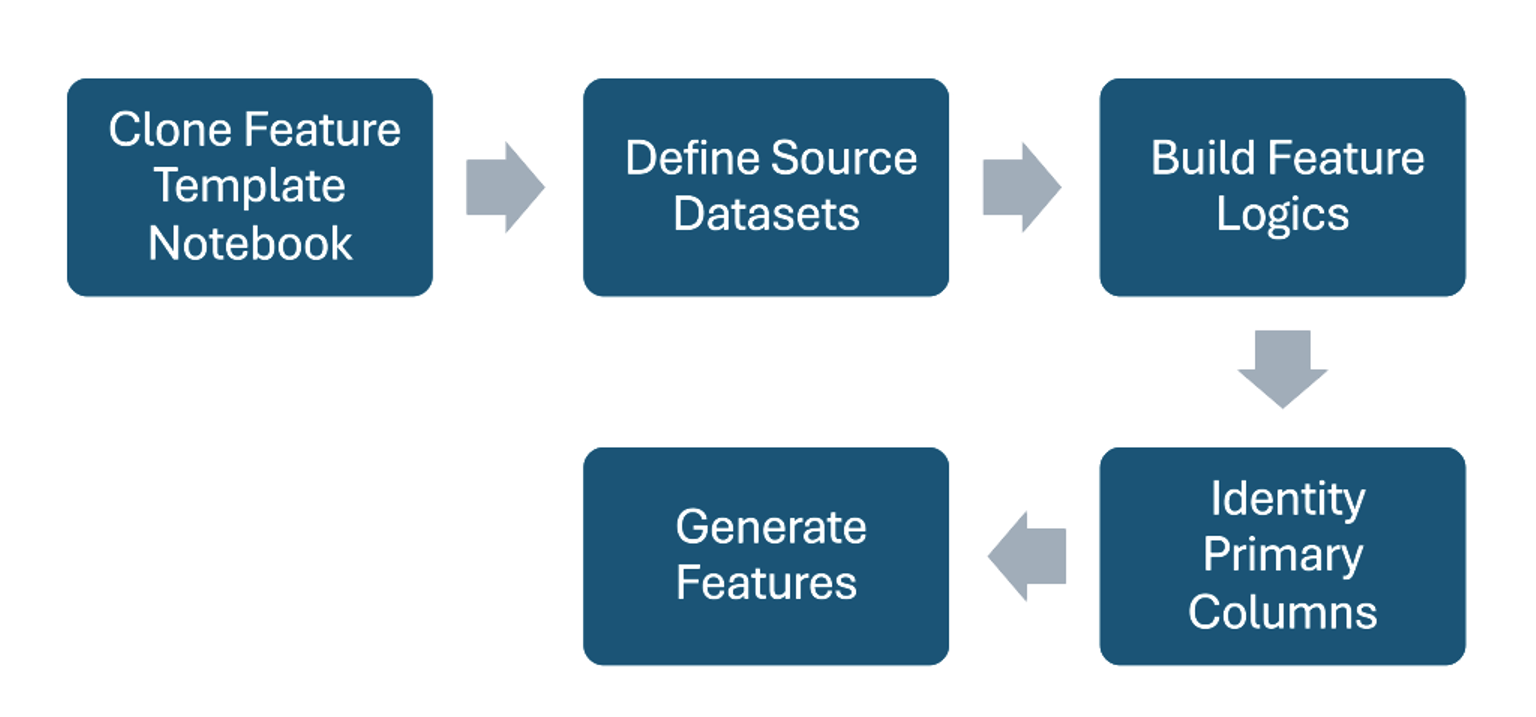 Clone Feature
Template
Notebook
Define Source
Datasets
Build Feature
Logics
Identity
Primary
Columns
Generate
Features